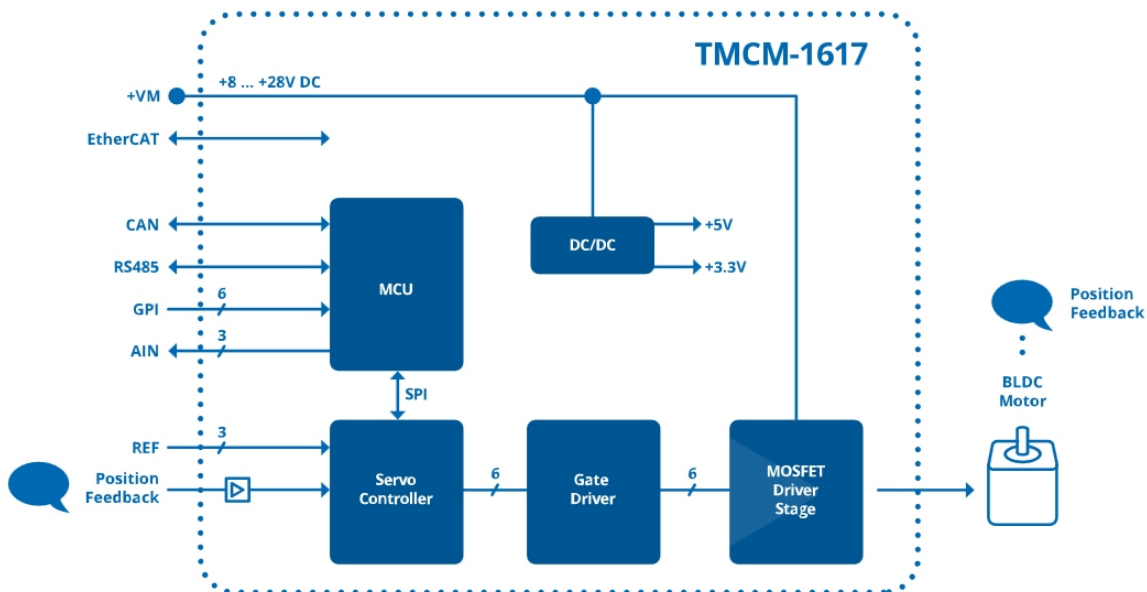 TMCM-1617
+8 ... +28V DC
+VM
EtherCAT
CAN
RS485
6
GPI
3
AIN
MCU
DC/DC
+5V
+3.3V
SPI
3
REF
Position
Feedback
Servo
Controller
6
Gate
Driver
6
MOSFET
Driver
Stage
Position
Feedback
BLDC
Motor